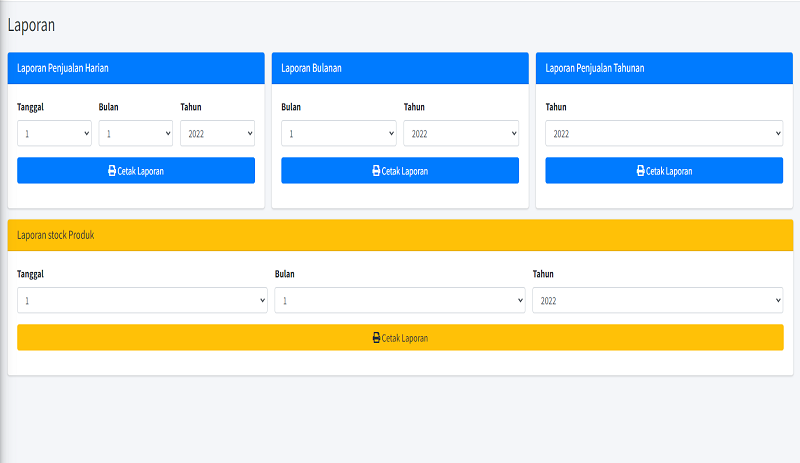 Laporan
Laporan Penjualan Harian
Tanggal Bulan Tahun
1 1 2022
Cetak Laporan
Laporan Bulanan
Bulan Tahun
1 2022
Cetak Laporan
Laporan Penjualan Tahunan
Tahun
2022
Cetak Laporan
Laporan stock Produk
Tanggal Bulan Tahun
1 1 2022
Cetak Laporan